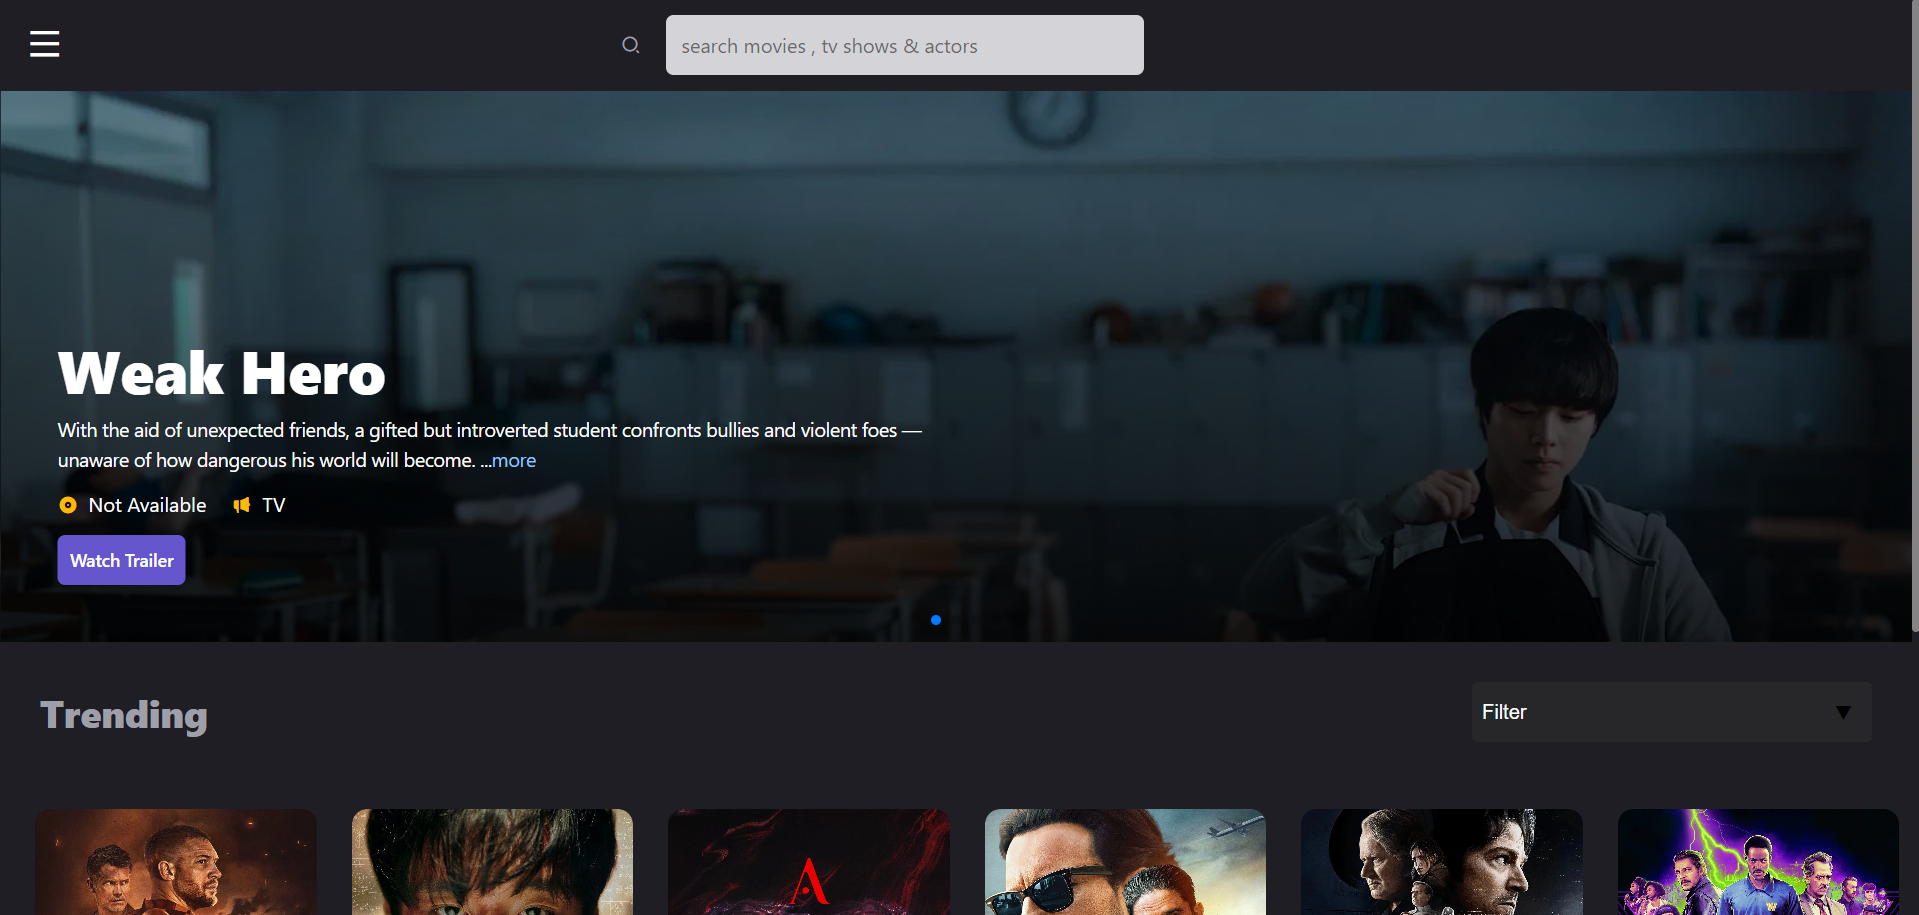 search movies , tv shows & actors
Weak Hero
With the aid of unexpected friends, a gifted but introverted student confronts bullies and violent foes —
unaware of how dangerous his world will become. ...more
Not Available TV
Watch Trailer
Trending
Filter
A